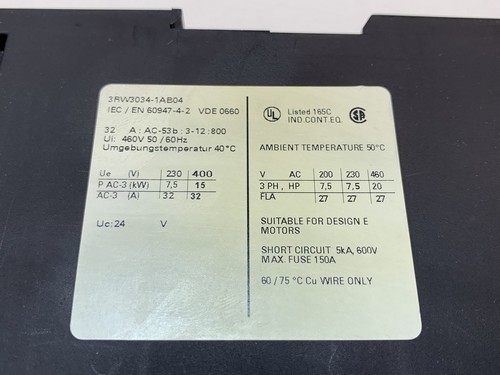 3RW3034-1AB04
IEC / EN 60947-4-2 VDE 0660
32 A : AC-53b : 3-12 : 800
Ui: 460V 50 / 60Hz
Umgebungstemperatur 40°C
Ue (V) 230 400
P AC-3 (kW) 7,5 15
AC-3 (A) 32 32
Uc: 24 V
UL Listed 165C
IND.CONT.EQ. SA
AMBIENT TEMPERATURE 50°C
V AC 200 230 460
3 PH , HP 7,5 7,5 20
FLA 27 27 27
SUITABLE FOR DESIGN E
MOTORS
SHORT CIRCUIT 5kA, 600V
MAX. FUSE 150A
60 / 75 °C Cu WIRE ONLY